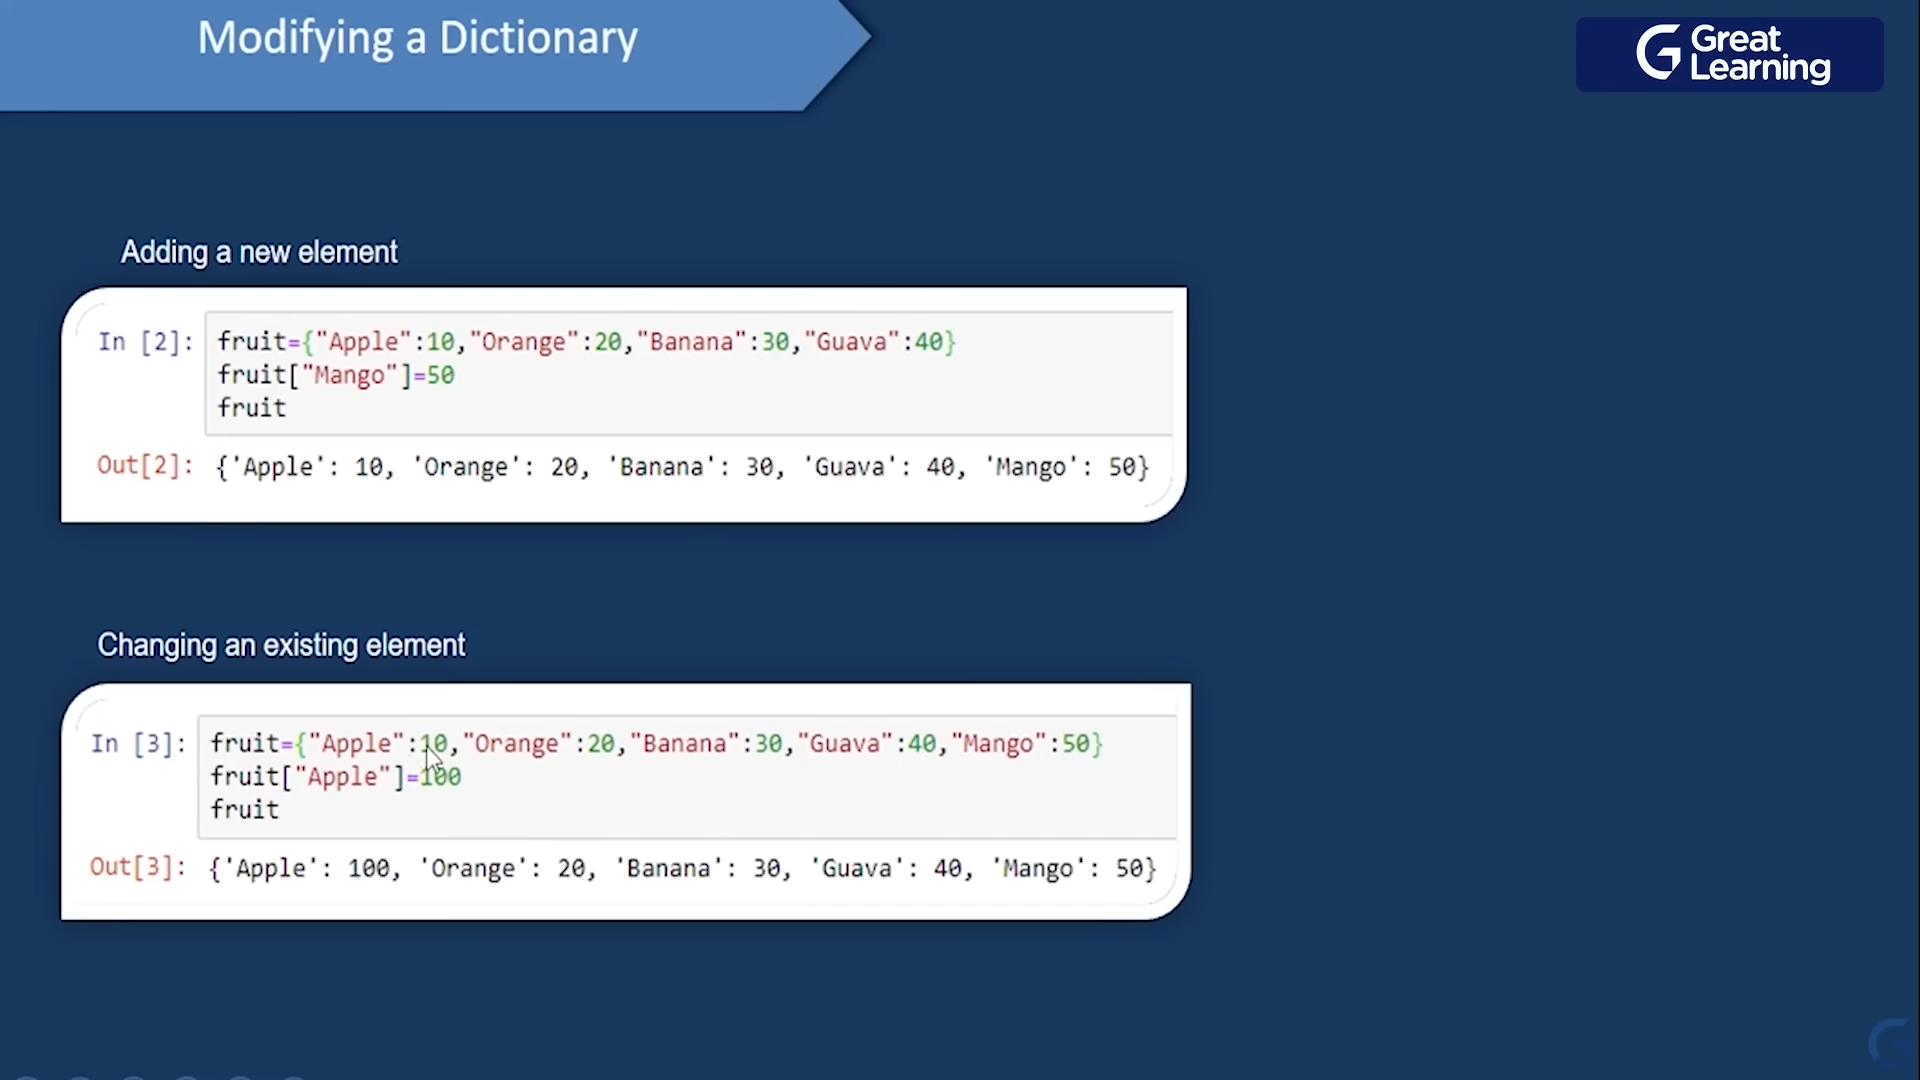 Modifying a Dictionary
Great
Learning
Adding a new element
In [2]: fruit={"Apple":10,"Orange":20,"Banana":30,"Guava":40}
fruit["Mango"]=50
fruit
Out[2]: {'Apple': 10, 'Orange': 20, 'Banana': 30, 'Guava': 40, 'Mango': 50}
Changing an existing element
In [3]: fruit={"Apple":10,"Orange":20,"Banana":30,"Guava":40,"Mango":50}
fruit["Apple"]=100
fruit
Out[3]: {'Apple': 100, 'Orange': 20, 'Banana': 30, 'Guava': 40, 'Mango': 50}